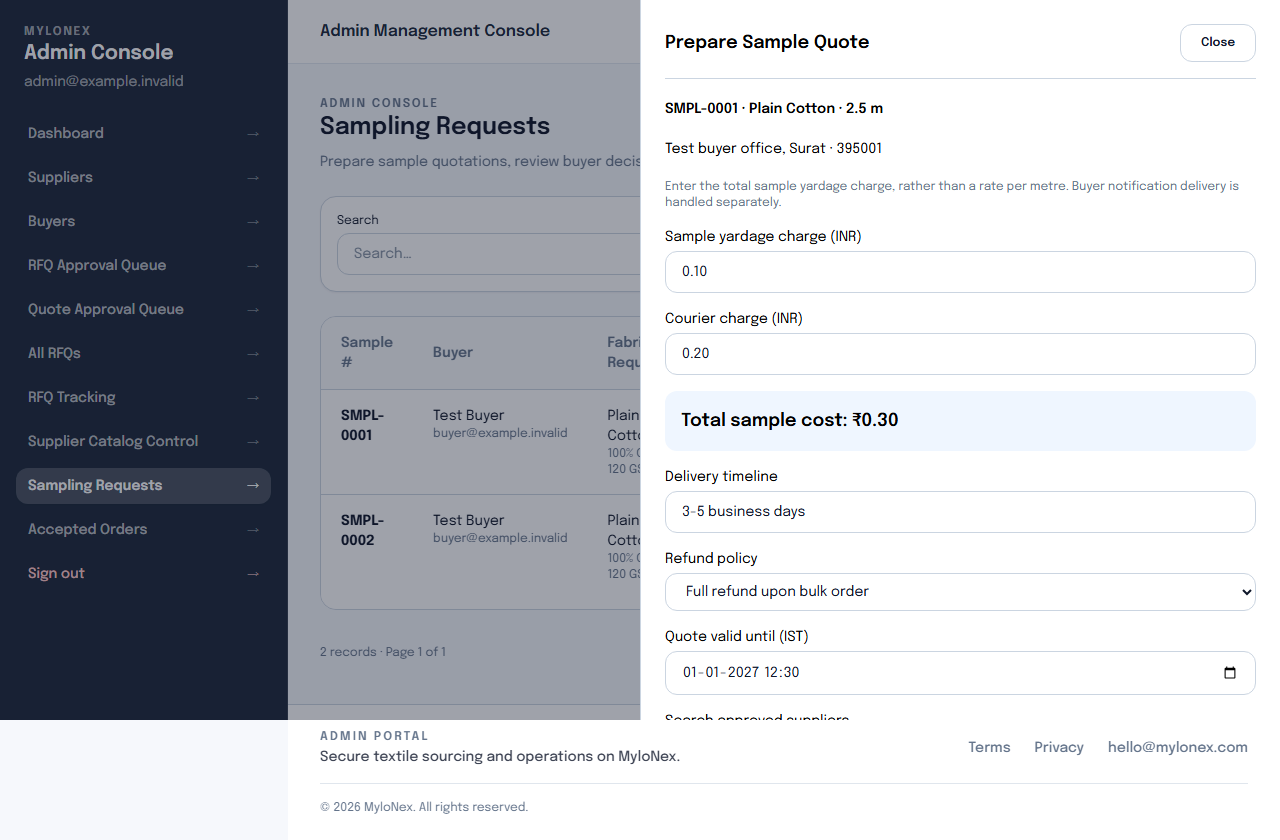 MYLONEX
Admin Console
admin@example.invalid
Dashboard →
Suppliers →
Buyers →
RFQ Approval Queue →
Quote Approval Queue →
All RFQs →
RFQ Tracking →
Supplier Catalog Control →
Sampling Requests →
Accepted Orders →
Sign out →
Admin Management Console
ADMIN CONSOLE
Sampling Requests
Prepare sample quotations, review buyer decis
Search
Search...
Sample # Buyer Fabri
Requ
SMPL-0001
Test Buyer
buyer@example.invalid
Plain
Cotto
100% C
120 GS
SMPL-0002
Test Buyer
buyer@example.invalid
Plain
Cotto
100% C
120 GS
2 records · Page 1 of 1
Prepare Sample Quote
Close
SMPL-0001 · Plain Cotton · 2.5 m
Test buyer office, Surat · 395001
Enter the total sample yardage charge, rather than a rate per metre. Buyer notification delivery is
handled separately.
Sample yardage charge (INR)
0.10
Courier charge (INR)
0.20
Total sample cost: ₹0.30
Delivery timeline
3-5 business days
Refund policy
Full refund upon bulk order
Quote valid until (IST)
01-01-2027 12:30
Search approved suppliers
ADMIN PORTAL
Secure textile sourcing and operations on MyloNex.
Terms Privacy hello@mylonex.com
© 2026 MyloNex. All rights reserved.